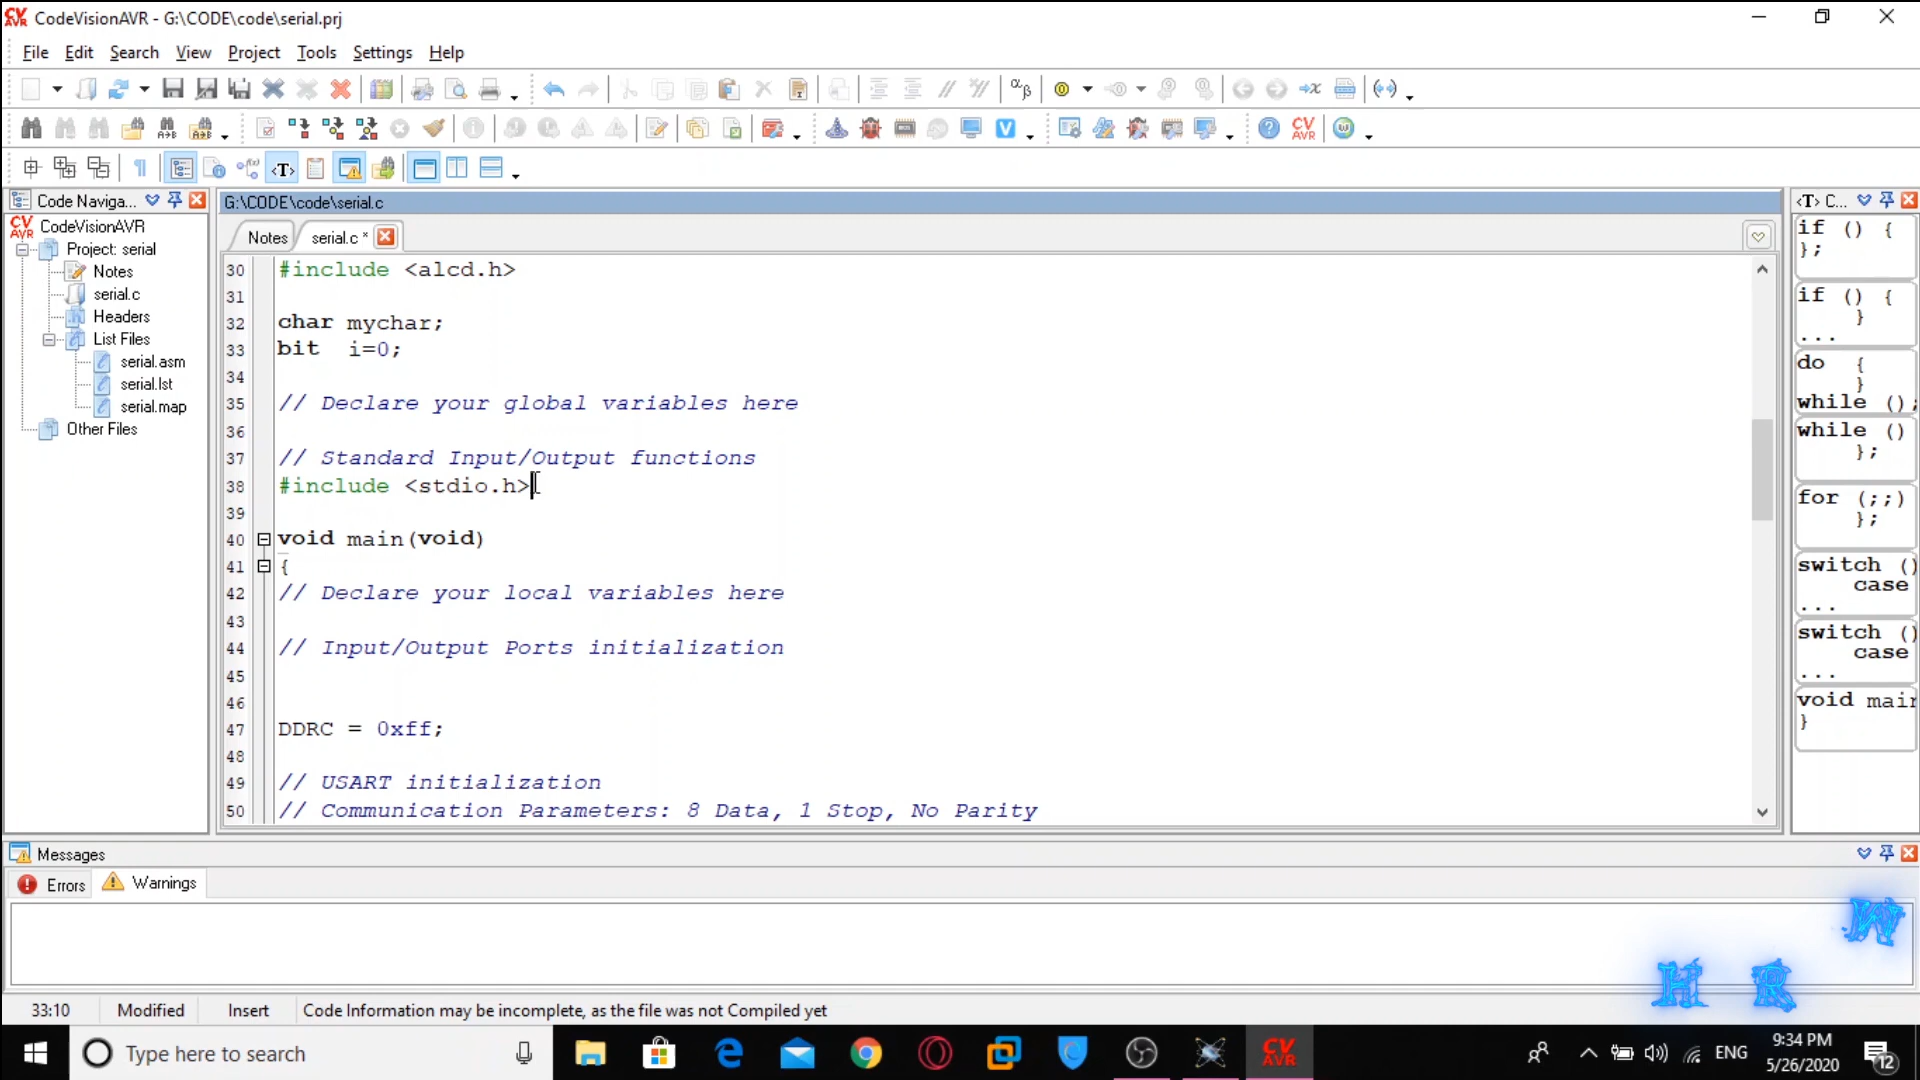 CodeVisionAVR - G:\CODE\code\serial.prj
File Edit Search View Project Tools Settings Help
Code Naviga...
CodeVisionAVR
Project: serial
Notes
serial.c
Headers
List Files
serial.asm
serial.lst
serial.map
Other Files
G:\CODE\code\serial.c
Notes serial.c *
30 #include <alcd.h>
31
32 char mychar;
33 bit  i=0;
34
35 // Declare your global variables here
36
37 // Standard Input/Output functions
38 #include <stdio.h>
39
40 void main(void)
41 {
42 // Declare your local variables here
43
44 // Input/Output Ports initialization
45
46
47 DDRC = 0xff;
48
49 // USART initialization
50 // Communication Parameters: 8 Data, 1 Stop, No Parity
<T> C...
if () {
};
if () {
}
...
do {
}
while ();
while ()
};
for (;;)
};
switch ()
case
...
switch ()
case
...
void main
}
Messages
Errors Warnings
W
H R
33:10 Modified Insert Code Information may be incomplete, as the file was not Compiled yet
Type here to search
CV
AVR
ENG
9:34 PM
5/26/2020
12